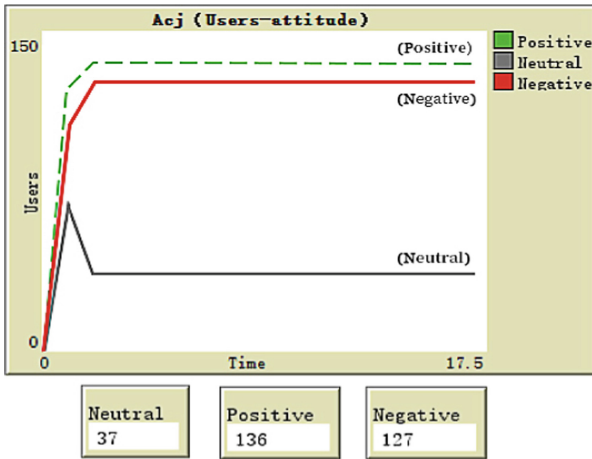 Acj (Users-attitude)
150
(Positive)
Positive
Neutral
(Negative)
Negative
Users
(Neutral)
0
0 Time 17.5
Neutral Positive Negative
37 136 127